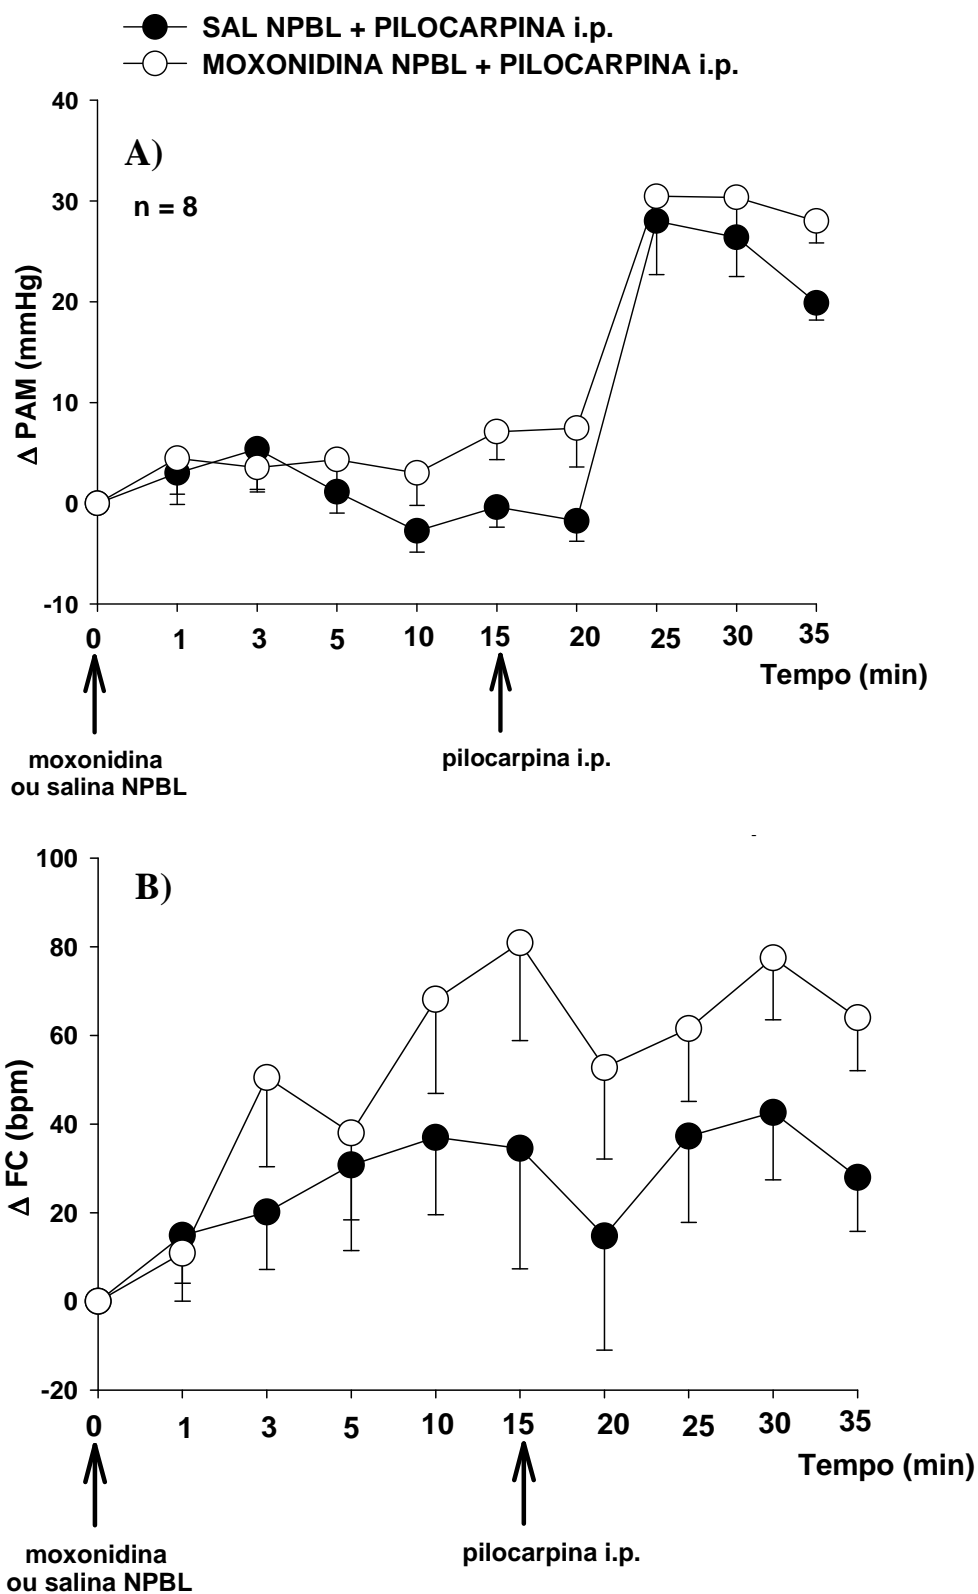 SAL NPBL + PILOCARPINA i.p.
MOXONIDINA NPBL + PILOCARPINA i.p.
40
A)
30
n = 8
20
Δ PAM (mmHg)
10
0
-10
0 1 3 5 10 15 20 25 30 35
Tempo (min)
moxonidina
ou salina NPBL
pilocarpina i.p.
100
B)
80
60
Δ FC (bpm)
40
20
0
-20
0 1 3 5 10 15 20 25 30 35
Tempo (min)
moxonidina
ou salina NPBL
pilocarpina i.p.